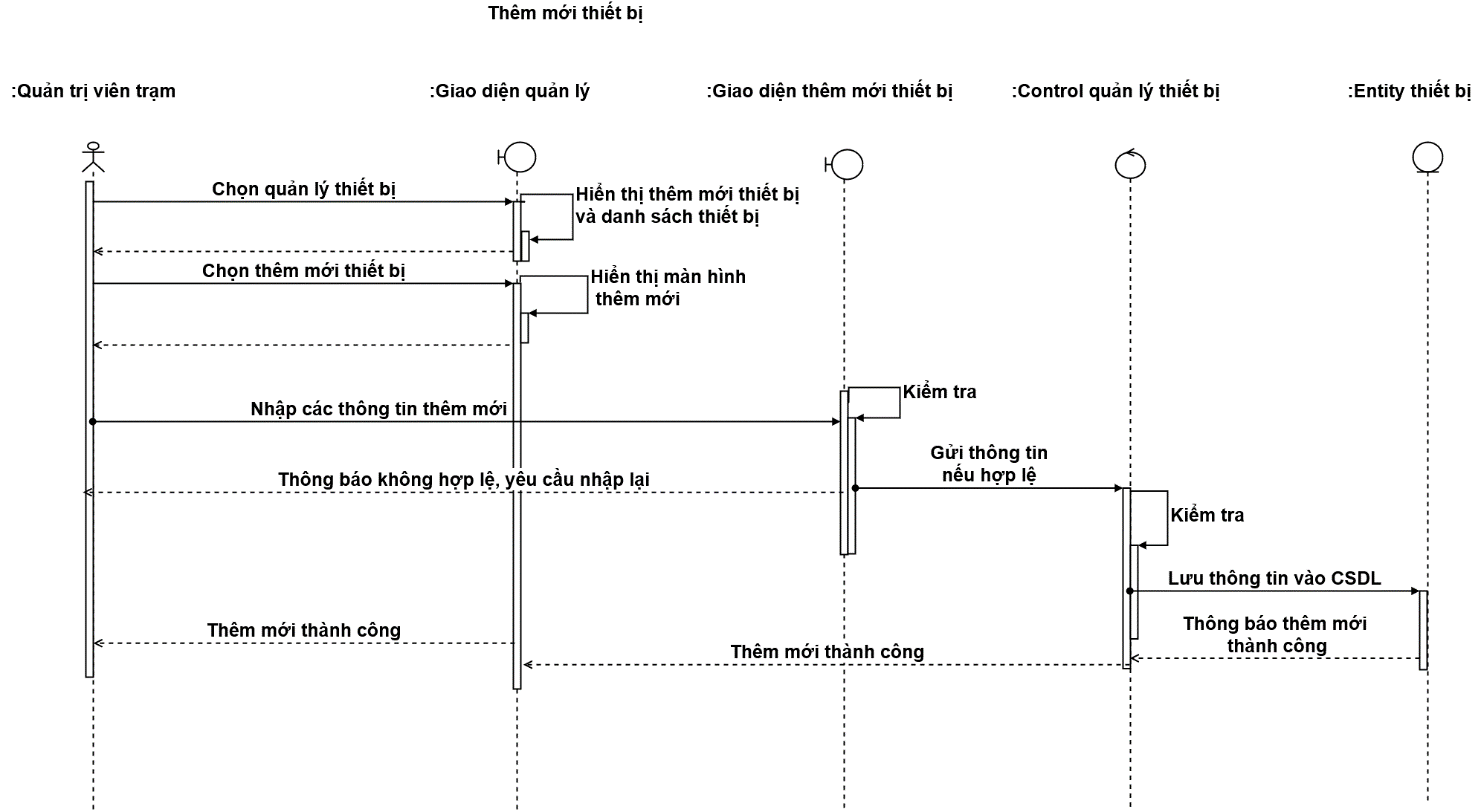 Thêm mới thiết bị
:Quản trị viên trạm
:Giao diện quản lý
:Giao diện thêm mới thiết bị
:Control quản lý thiết bị
:Entity thiết bị
Chọn quản lý thiết bị
Hiển thị thêm mới thiết bị
và danh sách thiết bị
Chọn thêm mới thiết bị
Hiển thị màn hình
thêm mới
Kiểm tra
Nhập các thông tin thêm mới
Gửi thông tin
nếu hợp lệ
Thông báo không hợp lệ, yêu cầu nhập lại
Kiểm tra
Lưu thông tin vào CSDL
Thông báo thêm mới
thành công
Thêm mới thành công
Thêm mới thành công